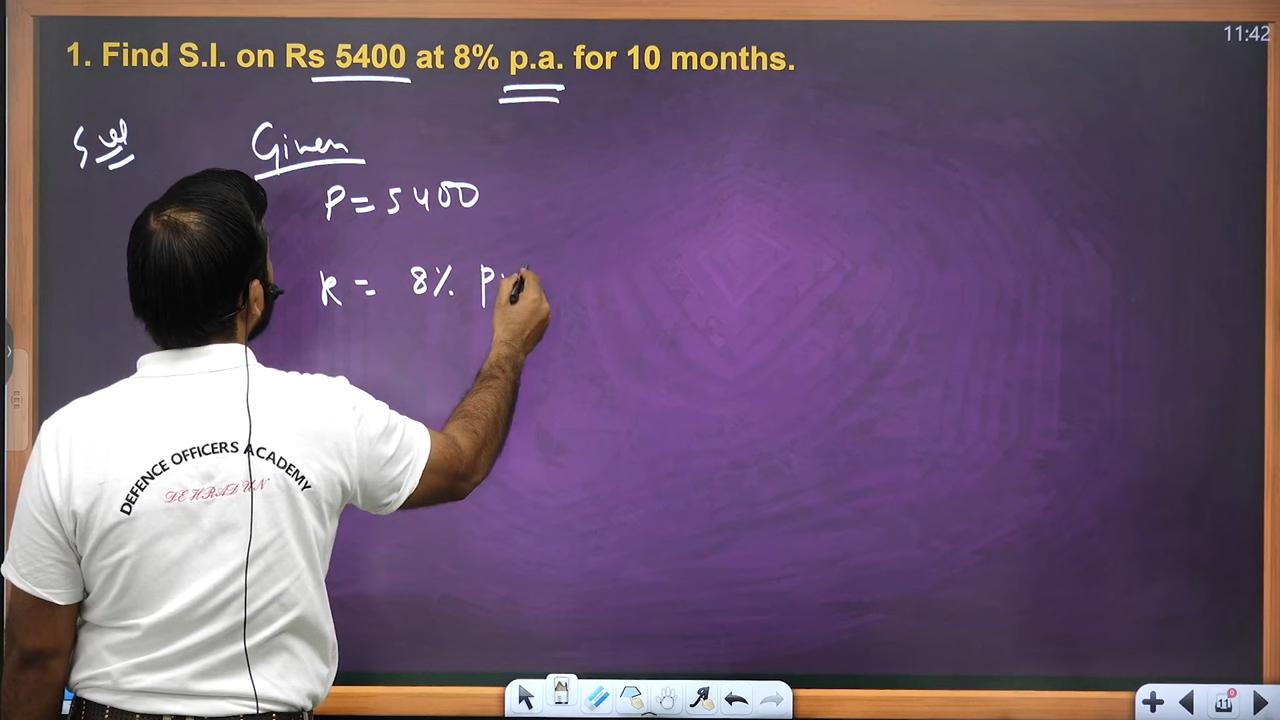 11:42
1. Find S.I. on Rs 5400 at 8% p.a. for 10 months.
Sol
Given
P = 5400
R = 8% p.
DEFENCE OFFICERS ACADEMY
DEHRADUN
11